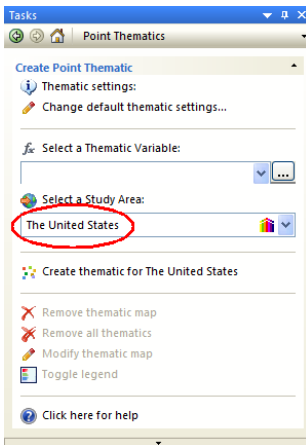 Tasks
Point Thematics
Create Point Thematic
Thematic settings:
Change default thematic settings...
fx Select a Thematic Variable:
...
Select a Study Area:
The United States
Create thematic for The United States
Remove thematic map
Remove all thematics
Modify thematic map
Toggle legend
Click here for help